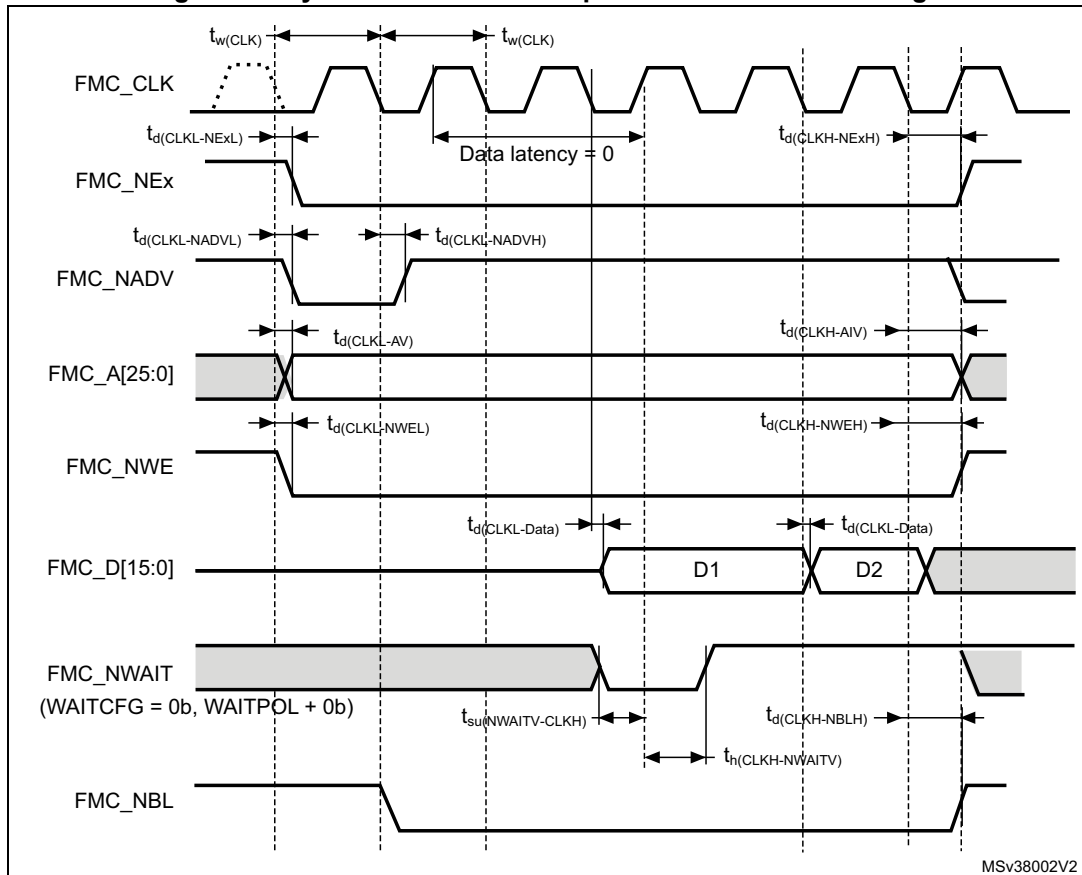 tw(CLK) tw(CLK)
FMC_CLK
td(CLKL-NExL) td(CLKH-NExH)
Data latency = 0
FMC_NEx
td(CLKL-NADVL) td(CLKL-NADVH)
FMC_NADV
td(CLKL-AV) td(CLKH-AIV)
FMC_A[25:0]
td(CLKL-NWEL) td(CLKH-NWEH)
FMC_NWE
td(CLKL-Data) td(CLKL-Data)
FMC_D[15:0] D1 D2
FMC_NWAIT
(WAITCFG = 0b, WAITPOL + 0b)
tsu(NWAITV-CLKH) td(CLKH-NBLH)
th(CLKH-NWAITV)
FMC_NBL
MSv38002V2